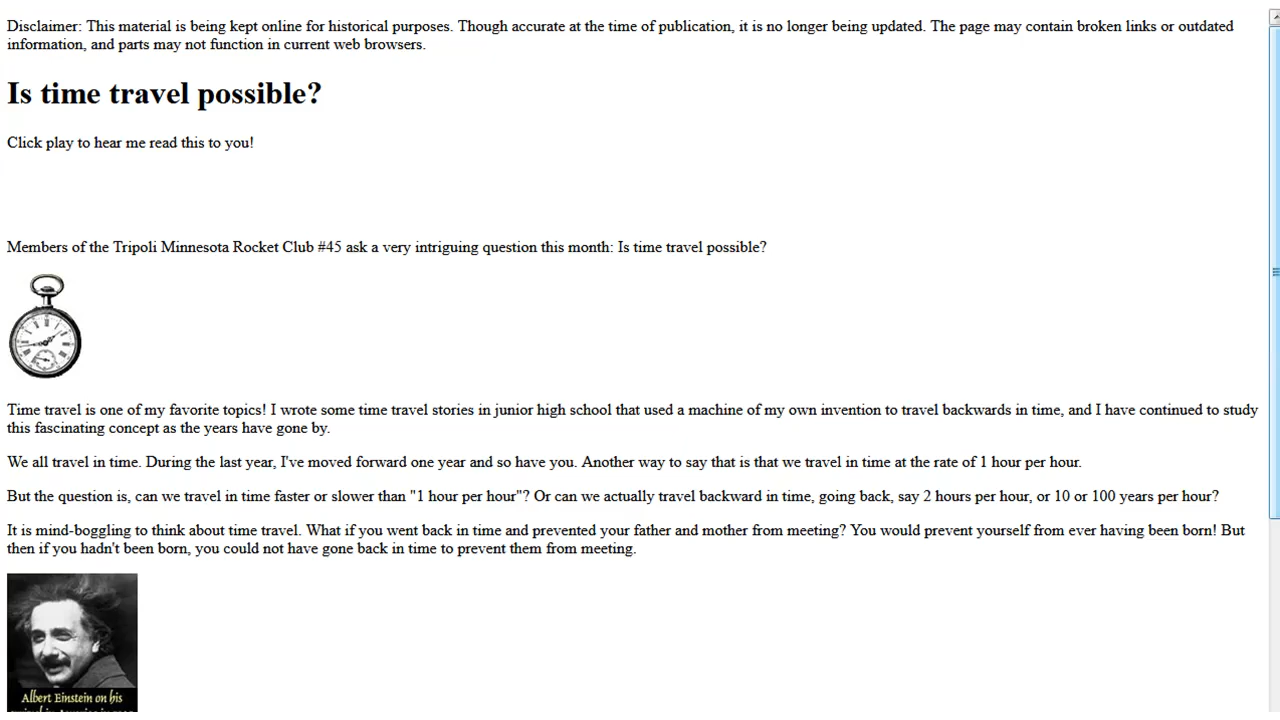 Disclaimer: This material is being kept online for historical purposes. Though accurate at the time of publication, it is no longer being updated. The page may contain broken links or outdated
information, and parts may not function in current web browsers.
Is time travel possible?
Click play to hear me read this to you!
Members of the Tripoli Minnesota Rocket Club #45 ask a very intriguing question this month: Is time travel possible?
Time travel is one of my favorite topics! I wrote some time travel stories in junior high school that used a machine of my own invention to travel backwards in time, and I have continued to study
this fascinating concept as the years have gone by.
We all travel in time. During the last year, I've moved forward one year and so have you. Another way to say that is that we travel in time at the rate of 1 hour per hour.
But the question is, can we travel in time faster or slower than "1 hour per hour"? Or can we actually travel backward in time, going back, say 2 hours per hour, or 10 or 100 years per hour?
It is mind-boggling to think about time travel. What if you went back in time and prevented your father and mother from meeting? You would prevent yourself from ever having been born! But
then if you hadn't been born, you could not have gone back in time to prevent them from meeting.
Albert Einstein on his